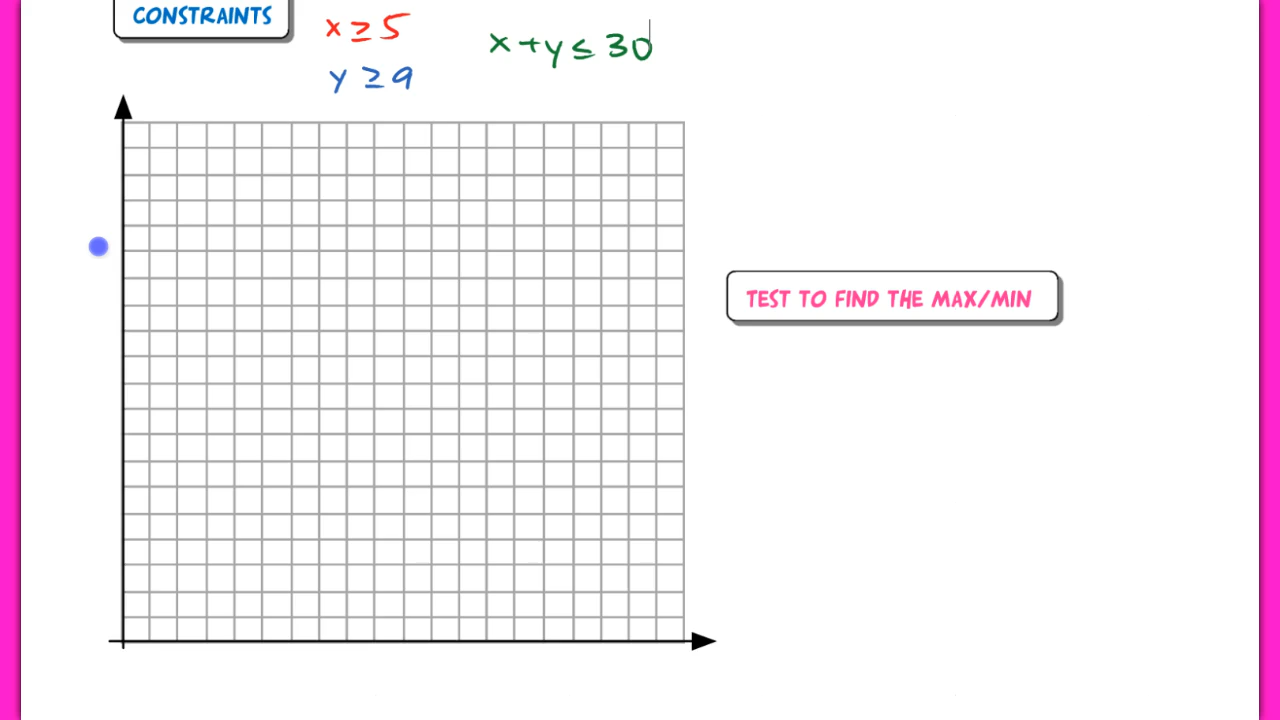 CONSTRAINTS
x ≥ 5
x + y ≤ 30
y ≥ 9
TEST TO FIND THE MAX/MIN